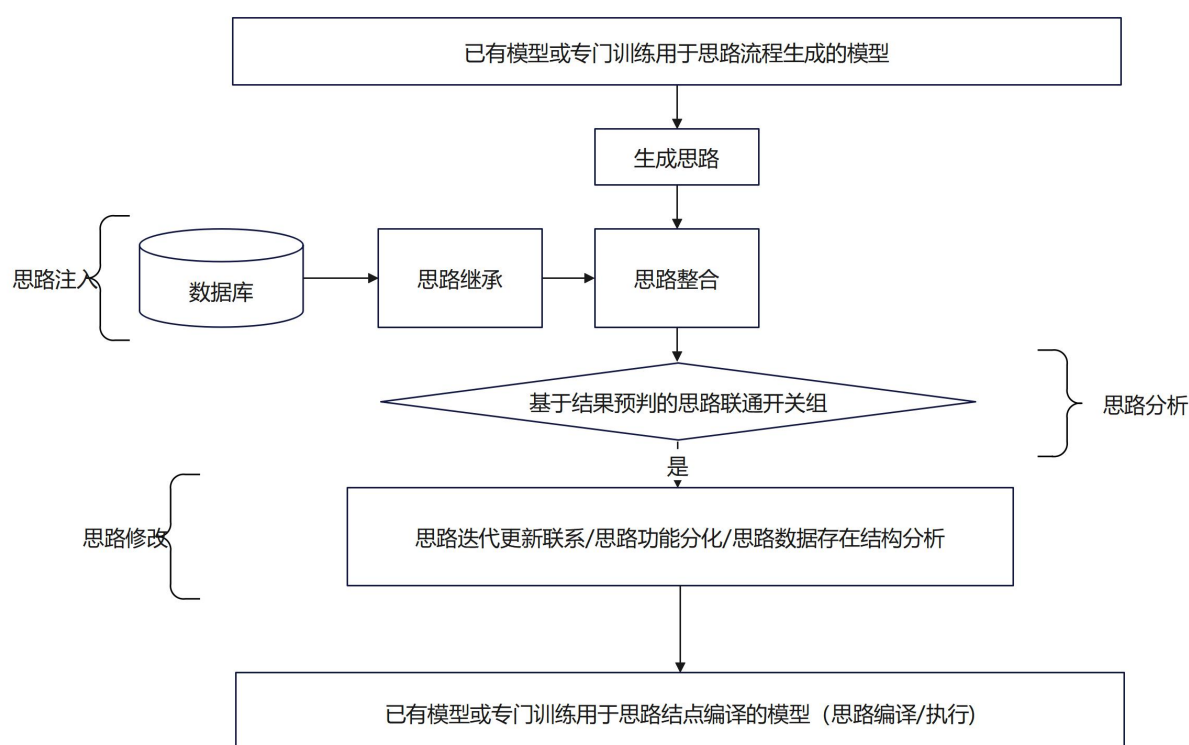 已有模型或专门训练用于思路流程生成的模型
生成思路
思路注入
数据库
思路继承
思路整合
基于结果预判的思路联通开关组
思路分析
是
思路修改
思路迭代更新联系/思路功能分化/思路数据存在结构分析
已有模型或专门训练用于思路结点编译的模型（思路编译/执行)